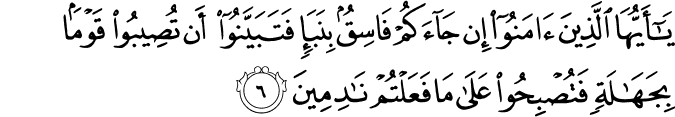 يَـٰٓأَيُّهَا ٱلَّذِينَ ءَامَنُوٓا۟ إِن جَآءَكُمْ فَاسِقٌۢ بِنَبَإٍۢ فَتَبَيَّنُوٓا۟ أَن تُصِيبُوا۟ قَوْمًۢا
بِجَهَـٰلَةٍۢ فَتُصْبِحُوا۟ عَلَىٰ مَا فَعَلْتُمْ نَـٰدِمِينَ ٦